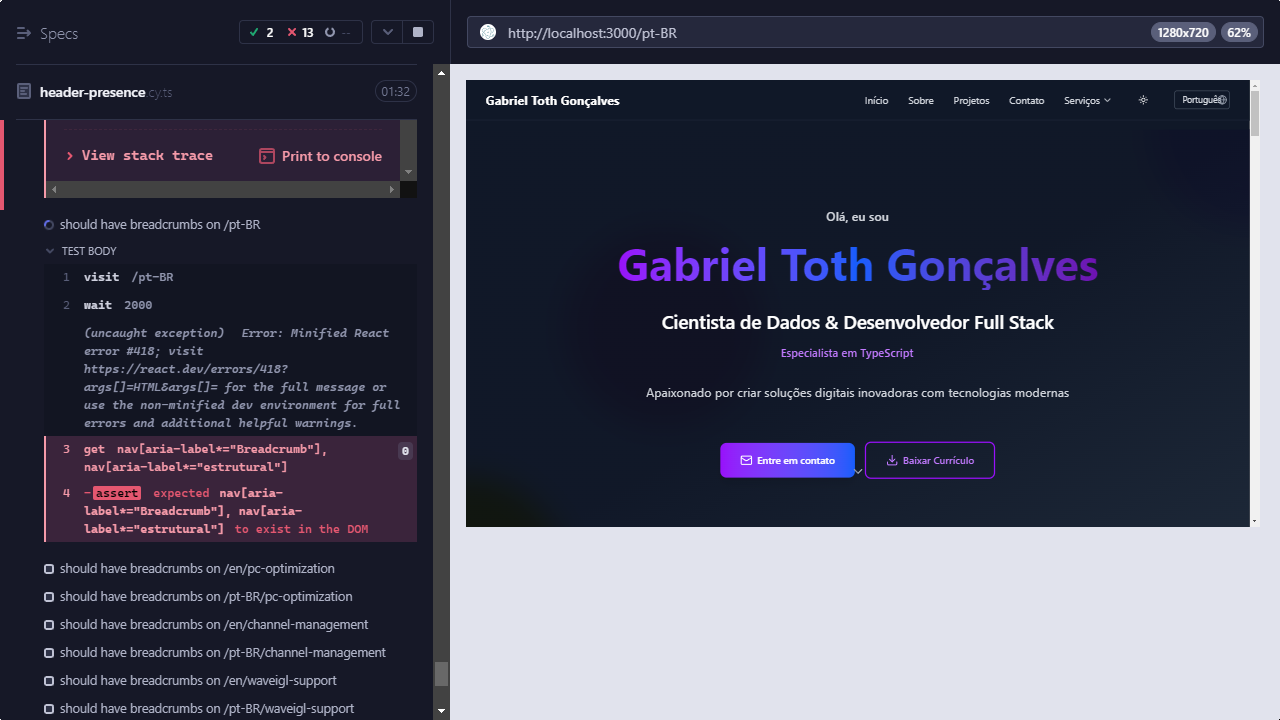 Specs
2
13
--
header-presence.cy.ts
01:32
View stack trace
Print to console
should have breadcrumbs on /pt-BR
TEST BODY
1 visit /pt-BR
2 wait 2000
(uncaught exception) Error: Minified React
error #418; visit
https://react.dev/errors/418?
args[]=HTML&args[]= for the full message or
use the non-minified dev environment for full
errors and additional helpful warnings.
3 get nav[aria-label*="Breadcrumb"], 0
nav[aria-label*="estrutural"]
4 -assert expected nav[aria-
label*="Breadcrumb"], nav[aria-
label*="estrutural"] to exist in the DOM
should have breadcrumbs on /en/pc-optimization
should have breadcrumbs on /pt-BR/pc-optimization
should have breadcrumbs on /en/channel-management
should have breadcrumbs on /pt-BR/channel-management
should have breadcrumbs on /en/waveigl-support
should have breadcrumbs on /pt-BR/waveigl-support
http://localhost:3000/pt-BR
1280x720
62%
Gabriel Toth Gonçalves
Início Sobre Projetos Contato Serviços
Português
Olá, eu sou
Gabriel Toth Gonçalves
Cientista de Dados & Desenvolvedor Full Stack
Especialista em TypeScript
Apaixonado por criar soluções digitais inovadoras com tecnologias modernas
Entre em contato
Baixar Currículo